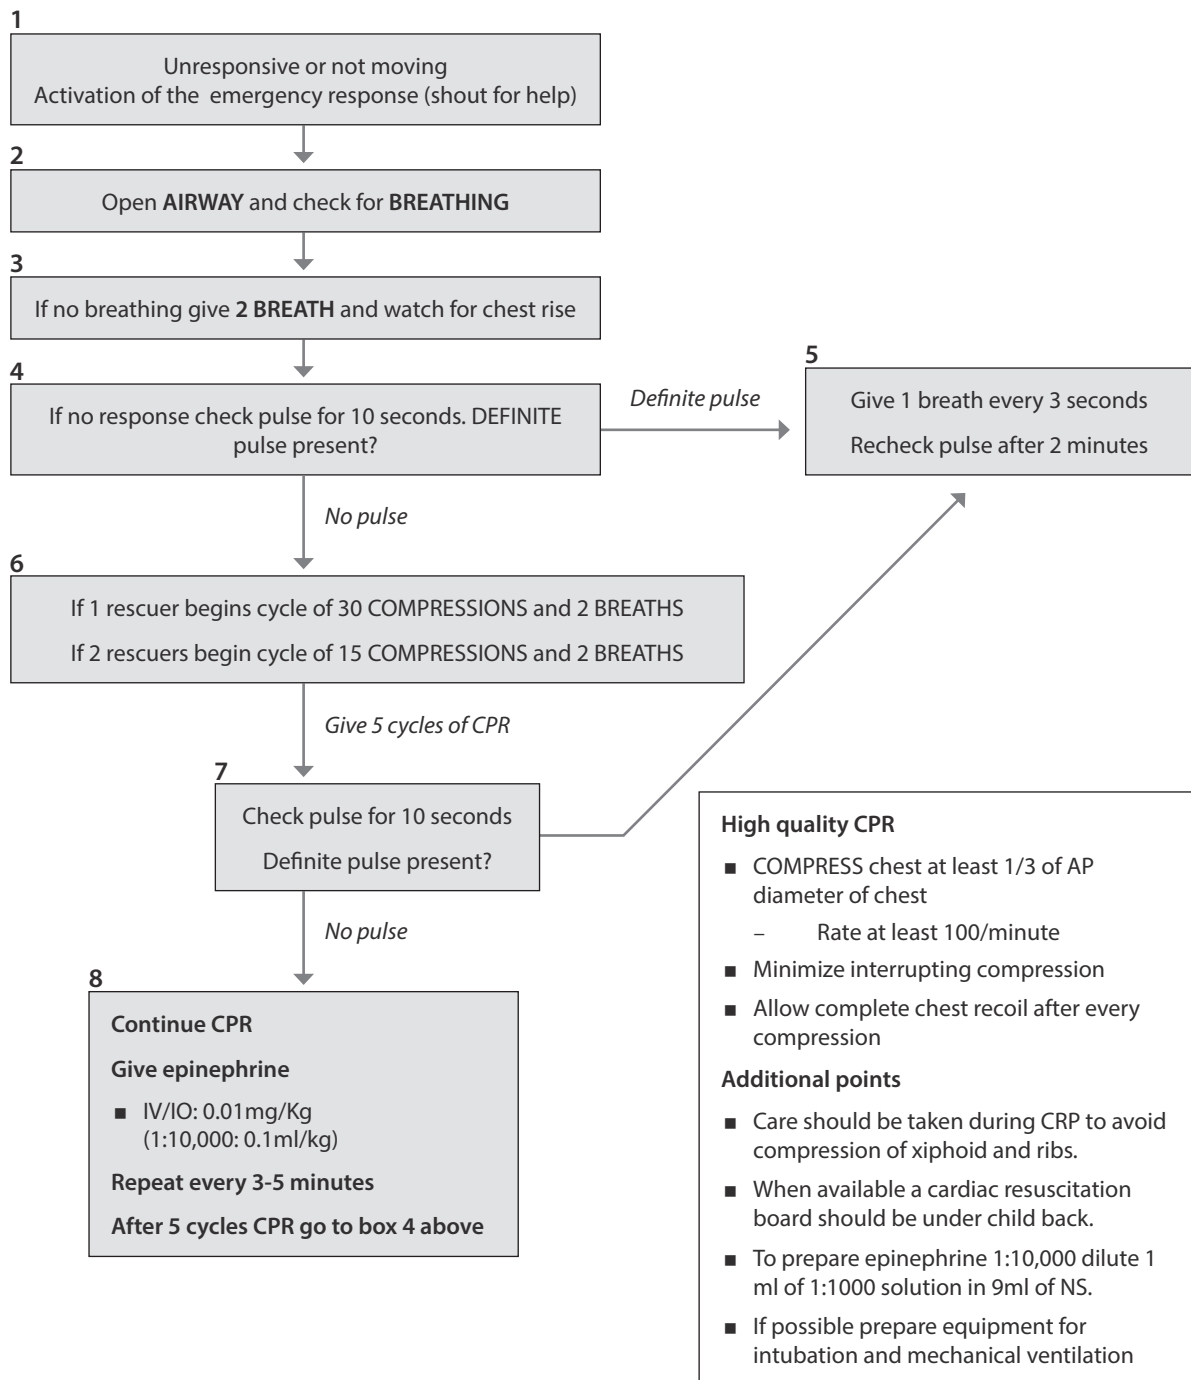 1
Unresponsive or not moving
Activation of the emergency response (shout for help)
2
Open AIRWAY and check for BREATHING
3
If no breathing give 2 BREATH and watch for chest rise
4
If no response check pulse for 10 seconds. DEFINITE
pulse present?
Definite pulse
5
Give 1 breath every 3 seconds
Recheck pulse after 2 minutes
No pulse
6
If 1 rescuer begins cycle of 30 COMPRESSIONS and 2 BREATHS
If 2 rescuers begin cycle of 15 COMPRESSIONS and 2 BREATHS
Give 5 cycles of CPR
7
Check pulse for 10 seconds
Definite pulse present?
No pulse
8
Continue CPR
Give epinephrine
■ IV/IO: 0.01mg/Kg
(1:10,000: 0.1ml/kg)
Repeat every 3-5 minutes
After 5 cycles CPR go to box 4 above
High quality CPR
■ COMPRESS chest at least 1/3 of AP
diameter of chest
– Rate at least 100/minute
■ Minimize interrupting compression
■ Allow complete chest recoil after every
compression
Additional points
■ Care should be taken during CRP to avoid
compression of xiphoid and ribs.
■ When available a cardiac resuscitation
board should be under child back.
■ To prepare epinephrine 1:10,000 dilute 1
ml of 1:1000 solution in 9ml of NS.
■ If possible prepare equipment for
intubation and mechanical ventilation